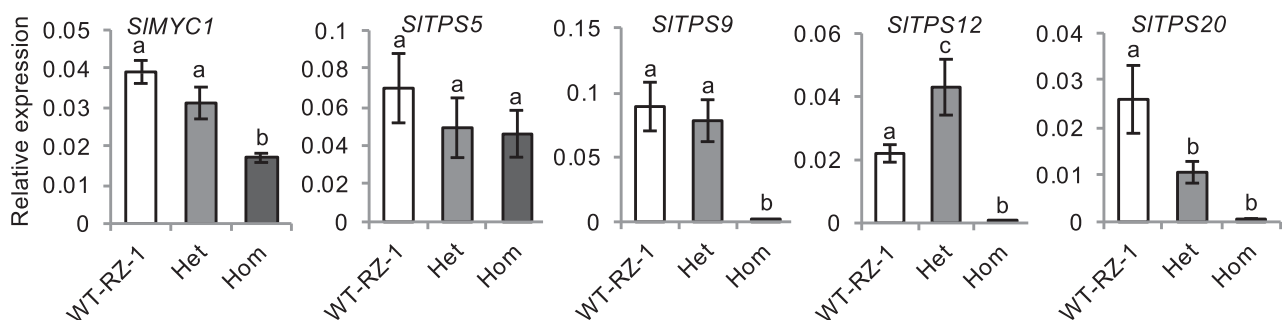 Relative expression
SlMYC1
0.05
0.04
0.03
0.02
0.01
0
a
a
b
WT-RZ-1
Het
Hom
SlTPS5
0.1
0.08
0.06
0.04
0.02
0
a
a
a
WT-RZ-1
Het
Hom
SlTPS9
0.15
0.1
0.05
0
a
a
b
WT-RZ-1
Het
Hom
SlTPS12
0.06
0.04
0.02
0
a
c
b
WT-RZ-1
Het
Hom
SlTPS20
0.04
0.03
0.02
0.01
0
a
b
b
WT-RZ-1
Het
Hom